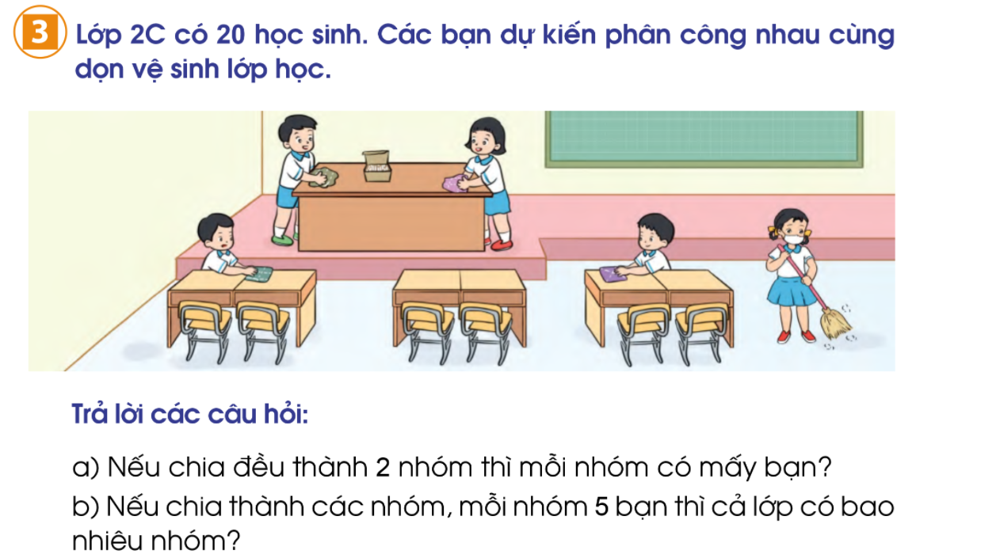 3 Lớp 2C có 20 học sinh. Các bạn dự kiến phân công nhau cùng
dọn vệ sinh lớp học.
Trả lời các câu hỏi:
a) Nếu chia đều thành 2 nhóm thì mỗi nhóm có mấy bạn?
b) Nếu chia thành các nhóm, mỗi nhóm 5 bạn thì cả lớp có bao
nhiêu nhóm?